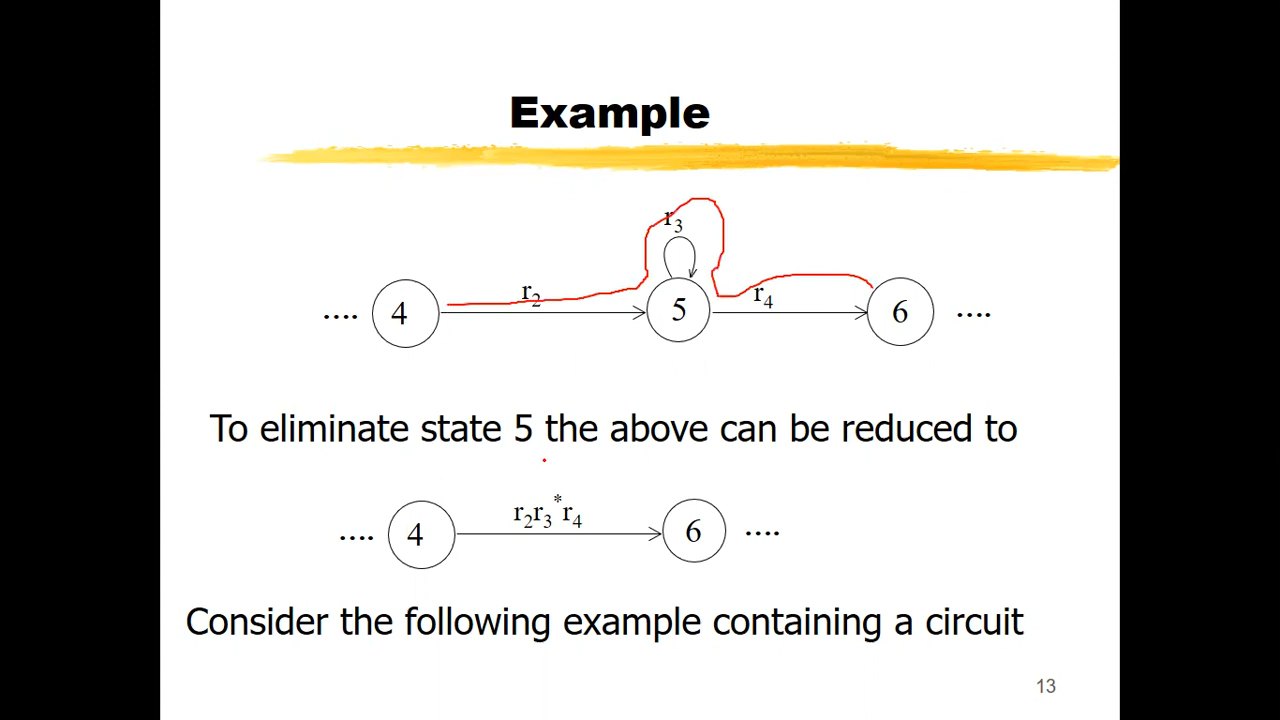 Example
r₃
r₂ r₄
.... 4 5 6 ....
To eliminate state 5 the above can be reduced to
r₂r₃*r₄
.... 4 6 ....
Consider the following example containing a circuit
13